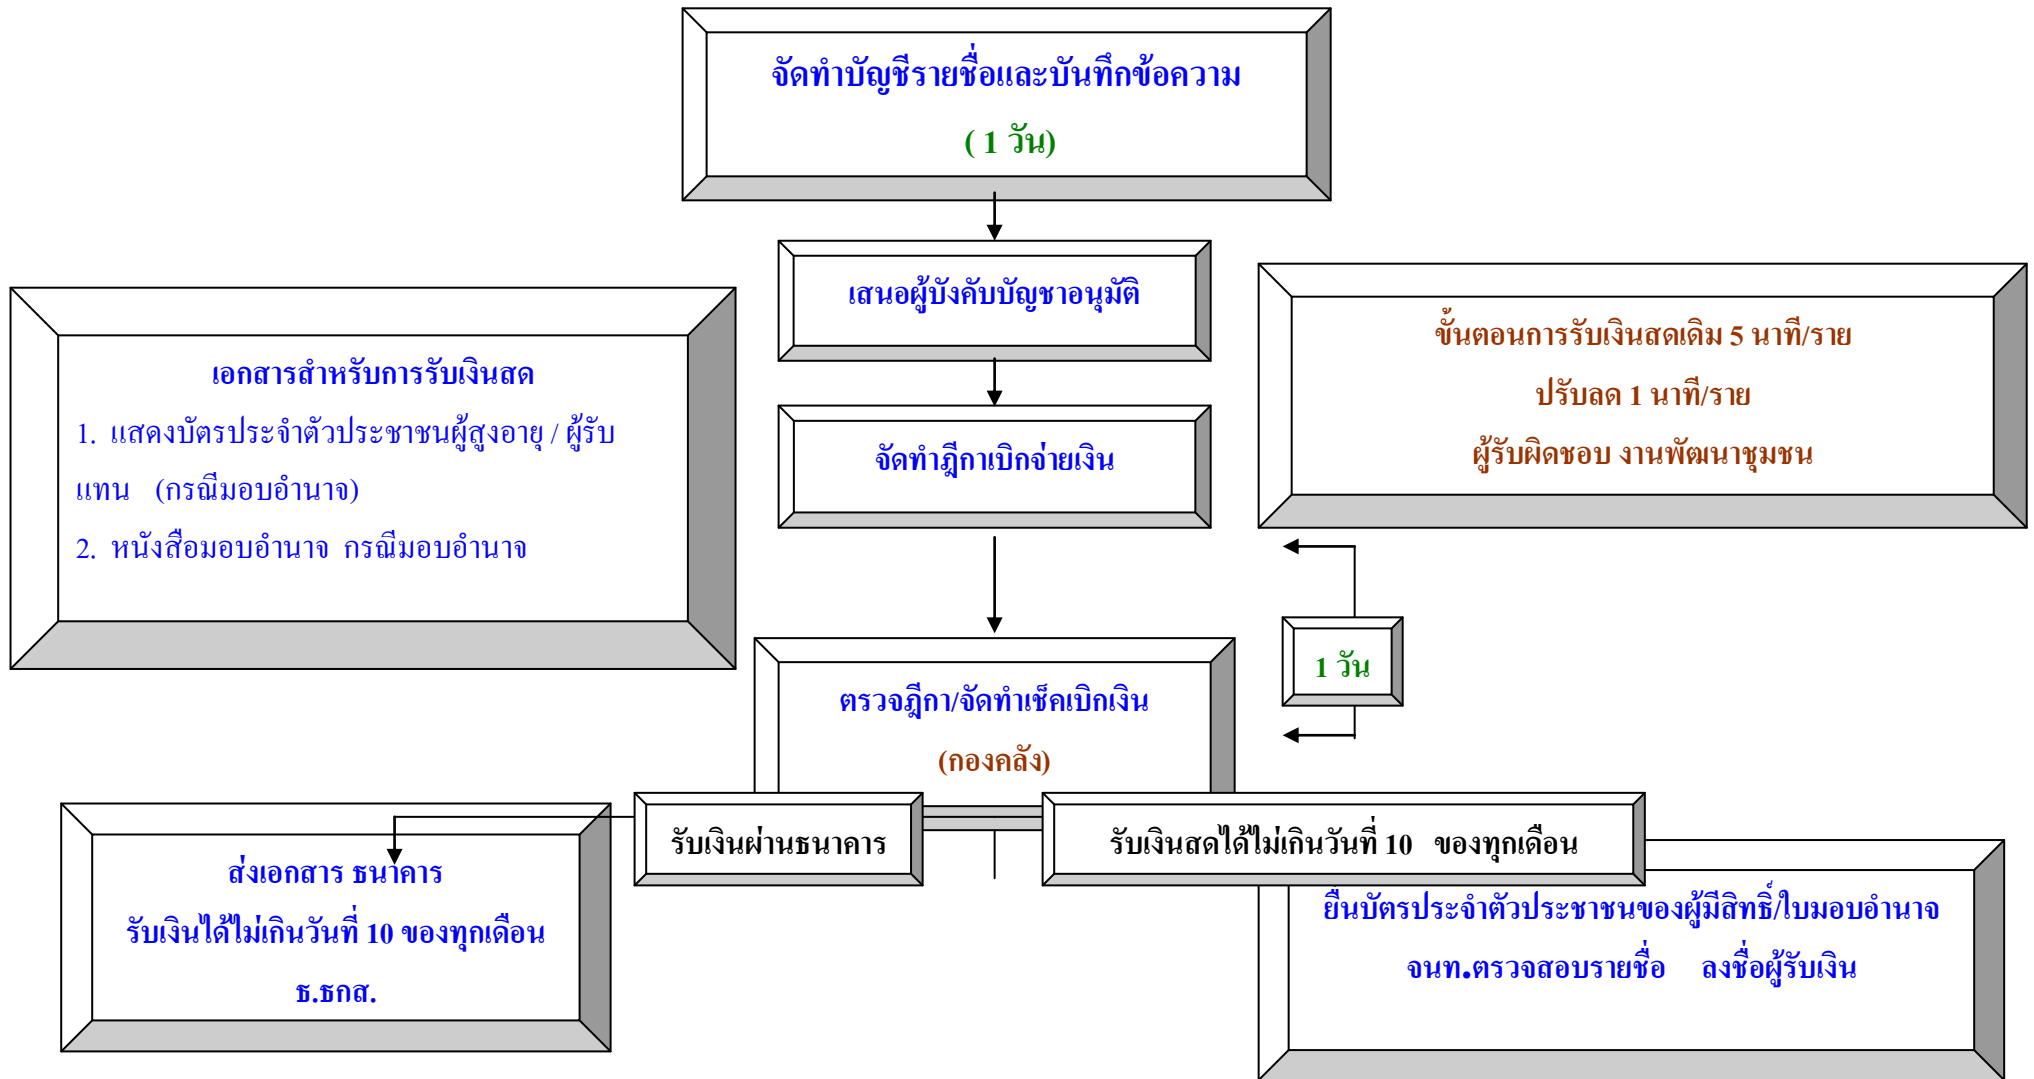 จัดทำบัญชีรายชื่อและบันทึกข้อความ
( 1 วัน)
เสนอผู้บังคับบัญชาอนุมัติ
เอกสารสำหรับการรับเงินสด
1. แสดงบัตรประจำตัวประชาชนผู้สูงอายุ / ผู้รับ
แทน (กรณีมอบอำนาจ)
2. หนังสือมอบอำนาจ กรณีมอบอำนาจ
ขั้นตอนการรับเงินสดเดิม 5 นาที/ราย
ปรับลด 1 นาที/ราย
ผู้รับผิดชอบ งานพัฒนาชุมชน
จัดทำฎีกาเบิกจ่ายเงิน
1 วัน
ตรวจฎีกา/จัดทำเช็คเบิกเงิน
(กองคลัง)
รับเงินผ่านธนาคาร
รับเงินสดได้ไม่เกินวันที่ 10 ของทุกเดือน
ส่งเอกสาร ธนาคาร
รับเงินได้ไม่เกินวันที่ 10 ของทุกเดือน
ธ.ธกส.
ยื่นบัตรประจำตัวประชาชนของผู้มีสิทธิ์/ใบมอบอำนาจ
จนท.ตรวจสอบรายชื่อ ลงชื่อผู้รับเงิน